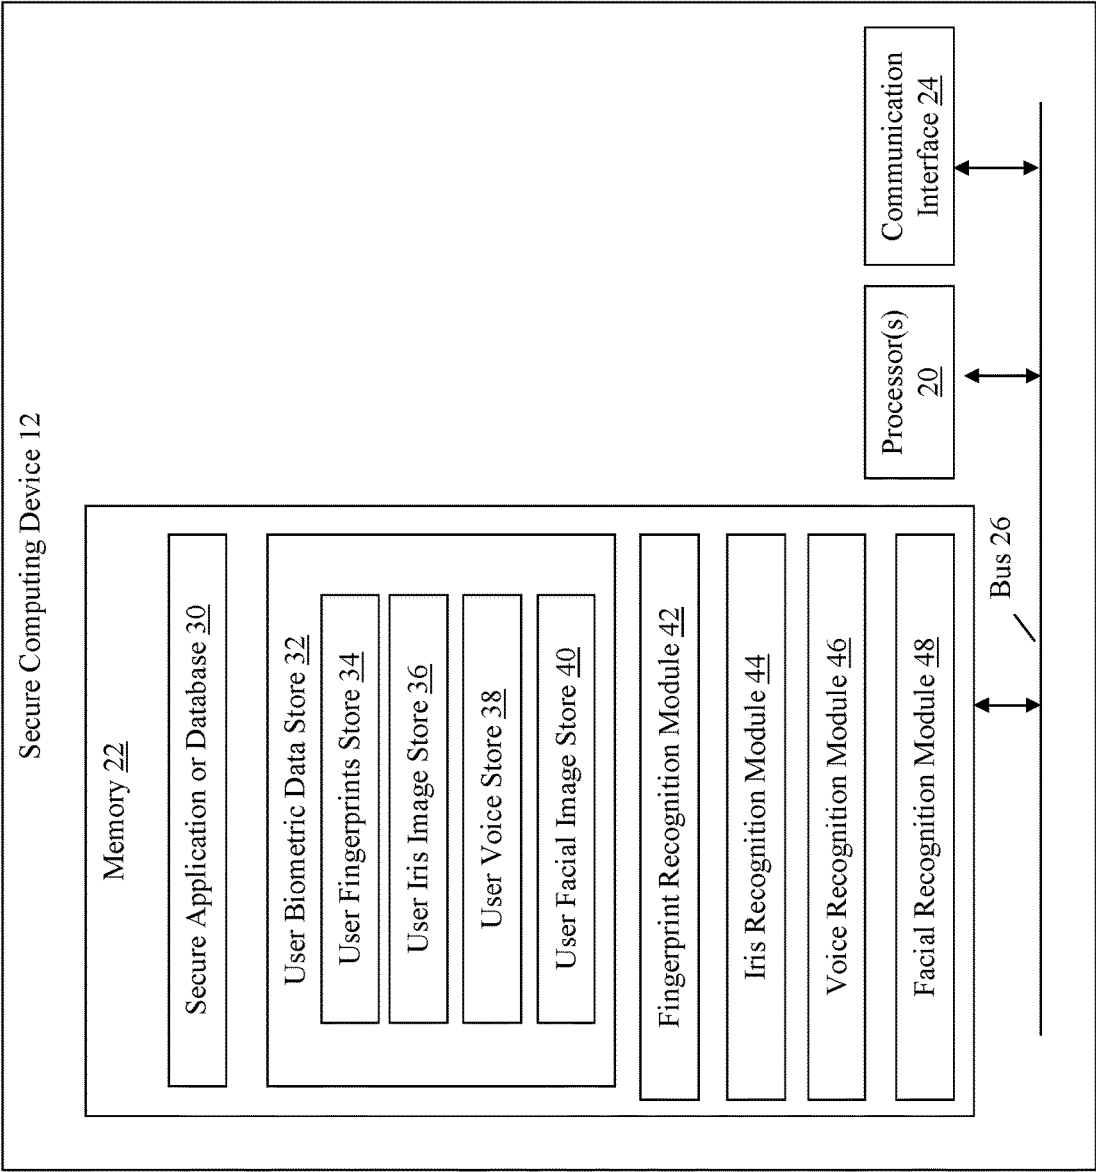 Secure Computing Device 12
Memory 22
Secure Application or Database 30
User Biometric Data Store 32
User Fingerprints Store 34
User Iris Image Store 36
User Voice Store 38
User Facial Image Store 40
Fingerprint Recognition Module 42
Iris Recognition Module 44
Voice Recognition Module 46
Facial Recognition Module 48
Processor(s)
20
Communication
Interface 24
Bus 26